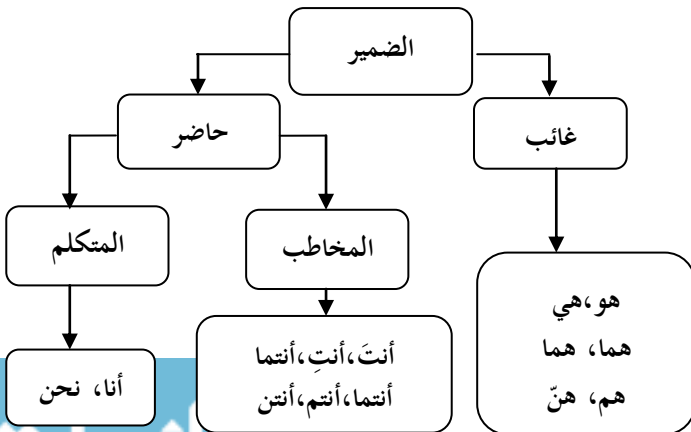 الضمير
حاضر
غائب
المتكلم
المخاطب
هو،هي
هما، هما
هم، هنّ
أنتَ،أنتِ،أنتما
أنتما،أنتم،أنتن
أنا، نحن